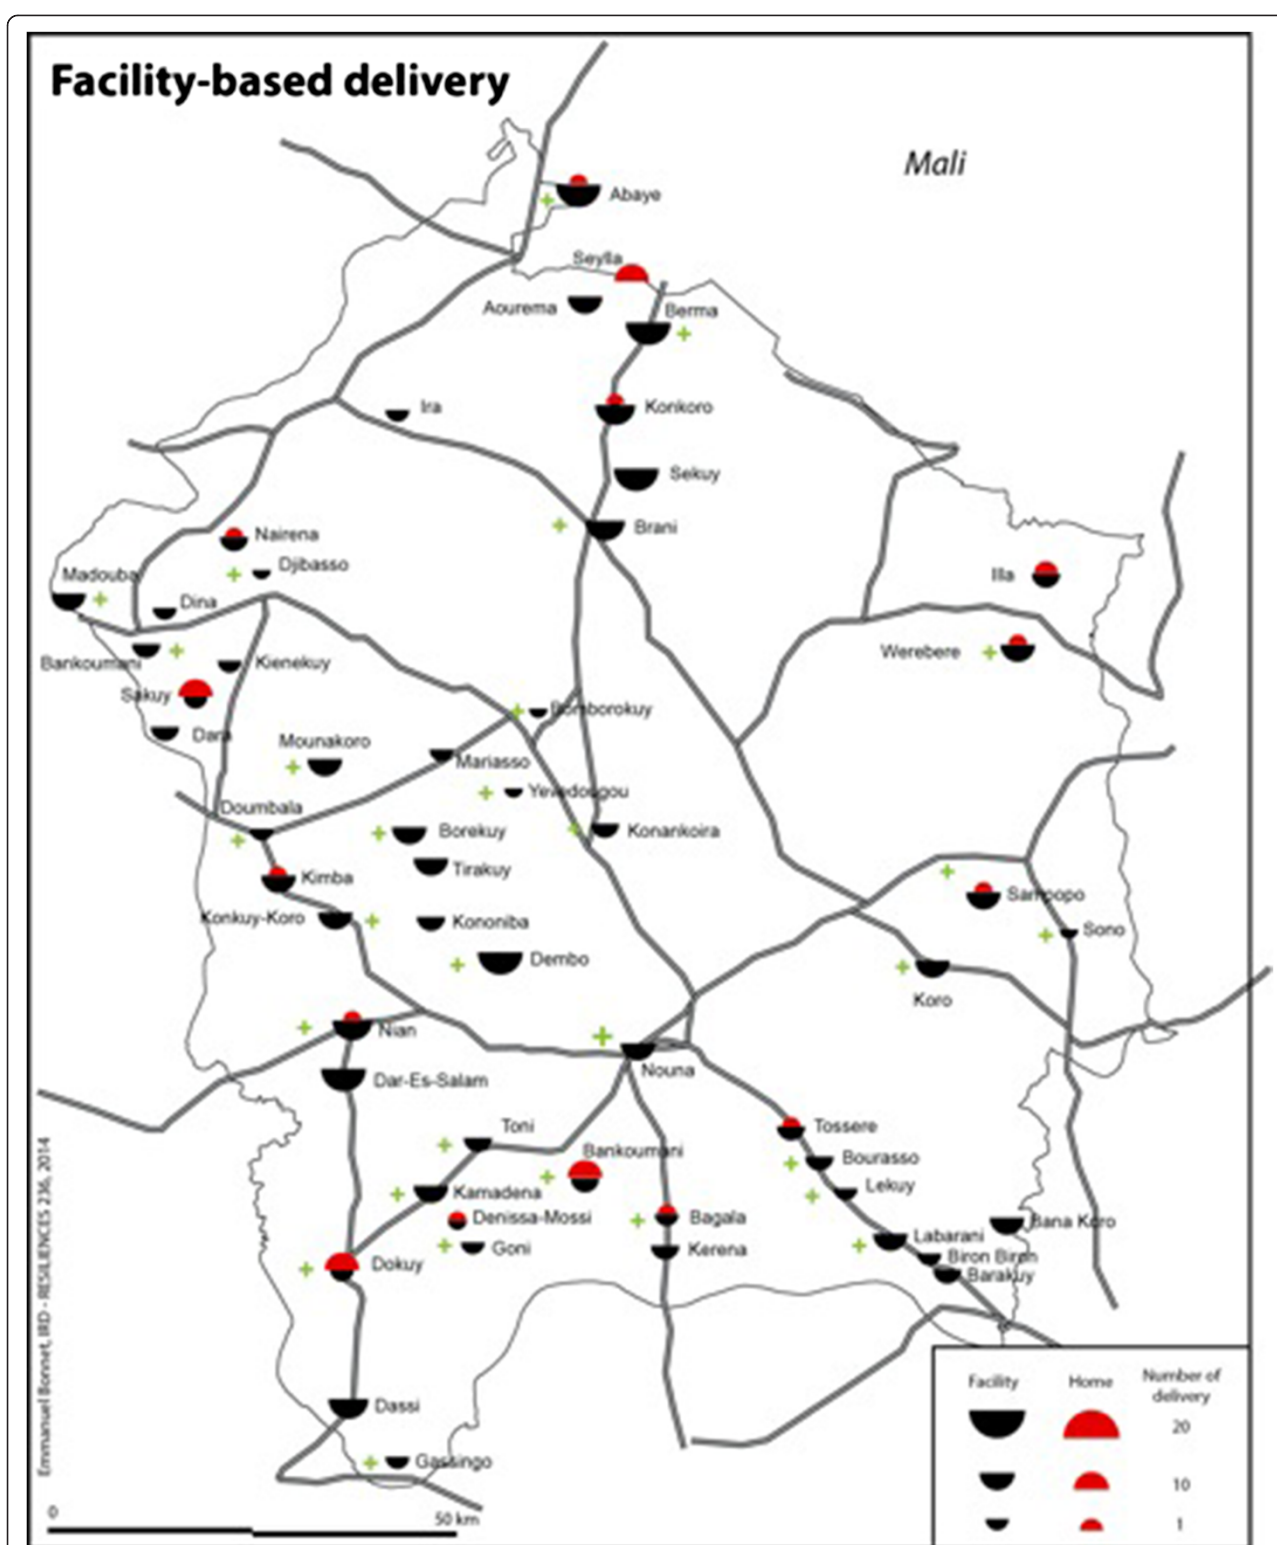 Facility-based delivery
Mali
Abaye
Seylla
Aourema
Berma
Ira
Konkoro
Sekuy
Brani
Nairena
Djibasso
Madouba
Dina
Illa
Werebere
Bankoumani
Kienekuy
Sakuy
Dara
Bomborokuy
Mounakoro
Mariasso
Yevedougou
Doumbala
Borekuy
Konankoira
Tirakuy
Kimba
Konkuy-Koro
Kononiba
Dembo
Sampopo
Sono
Koro
Nian
Nouna
Dar-Es-Salam
Toni
Tossere
Bankoumani
Bourasso
Kamadena
Lekuy
Denissa-Mossi
Bagala
Bana Koro
Goni
Kerena
Labarani
Biron Biron
Barakuy
Dokuy
Dassi
Gassingo
Emmanuel Bonnet, IRD - RESILIENCES 236, 2014
0
50 km
Facility
Home
Number of
delivery
20
10
1